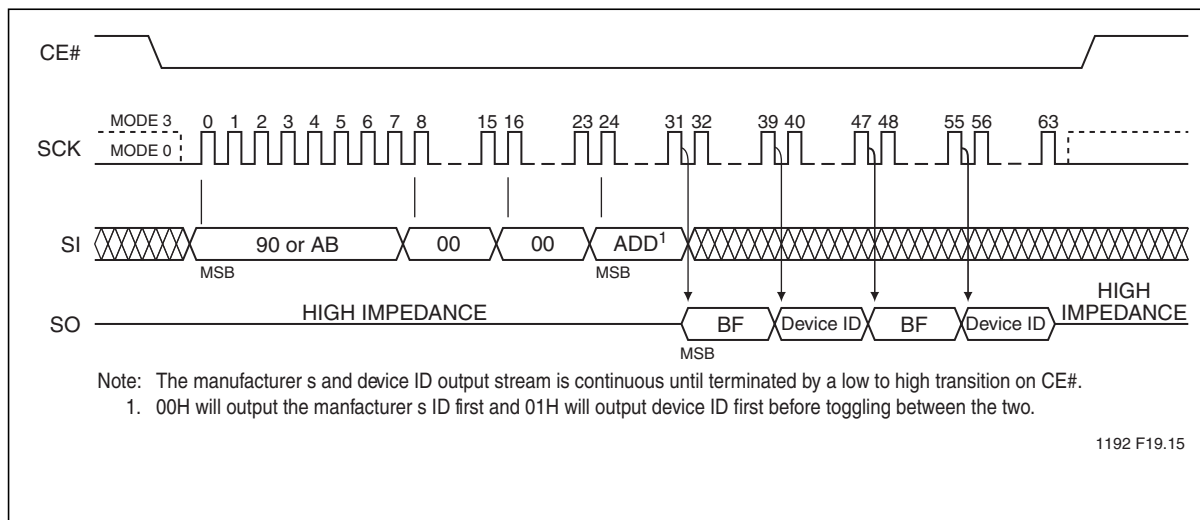 CE#
MODE 3
0 1 2 3 4 5 6 7 8 15 16 23 24 31 32 39 40 47 48 55 56 63
SCK
MODE 0
SI
90 or AB 00 00 ADD1
MSB MSB
HIGH IMPEDANCE
HIGH IMPEDANCE
SO
BF Device ID BF Device ID
MSB
Note: The manufacturer s and device ID output stream is continuous until terminated by a low to high transition on CE#.
1. 00H will output the manfacturer s ID first and 01H will output device ID first before toggling between the two.
1192 F19.15